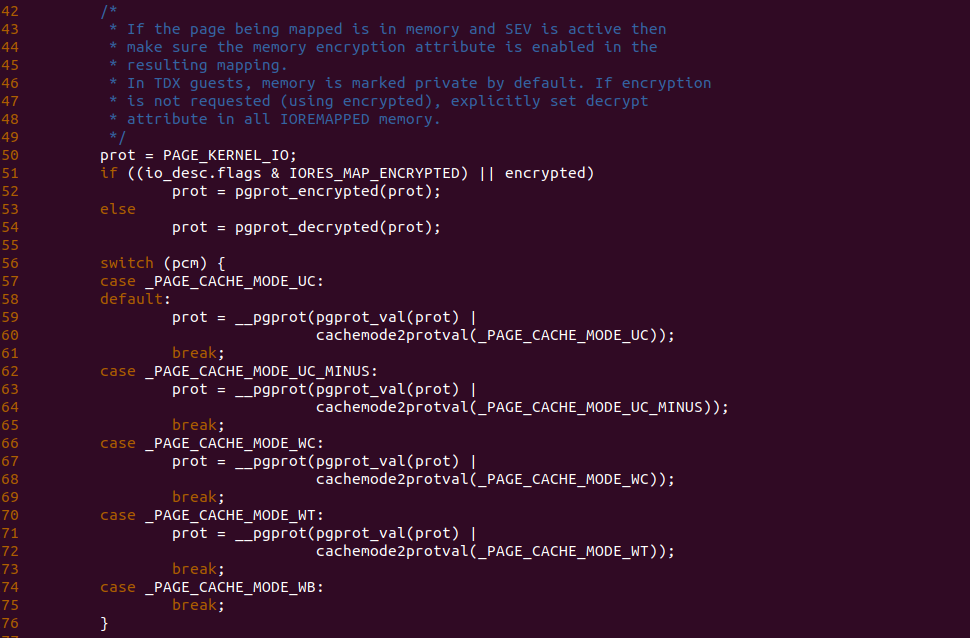 42         /*
43          * If the page being mapped is in memory and SEV is active then
44          * make sure the memory encryption attribute is enabled in the
45          * resulting mapping.
46          * In TDX guests, memory is marked private by default. If encryption
47          * is not requested (using encrypted), explicitly set decrypt
48          * attribute in all IOREMAPPED memory.
49          */
50         prot = PAGE_KERNEL_IO;
51         if ((io_desc.flags & IORES_MAP_ENCRYPTED) || encrypted)
52                 prot = pgprot_encrypted(prot);
53         else
54                 prot = pgprot_decrypted(prot);
55
56         switch (pcm) {
57         case _PAGE_CACHE_MODE_UC:
58         default:
59                 prot = __pgprot(pgprot_val(prot) |
60                                 cachemode2protval(_PAGE_CACHE_MODE_UC));
61                 break;
62         case _PAGE_CACHE_MODE_UC_MINUS:
63                 prot = __pgprot(pgprot_val(prot) |
64                                 cachemode2protval(_PAGE_CACHE_MODE_UC_MINUS));
65                 break;
66         case _PAGE_CACHE_MODE_WC:
67                 prot = __pgprot(pgprot_val(prot) |
68                                 cachemode2protval(_PAGE_CACHE_MODE_WC));
69                 break;
70         case _PAGE_CACHE_MODE_WT:
71                 prot = __pgprot(pgprot_val(prot) |
72                                 cachemode2protval(_PAGE_CACHE_MODE_WT));
73                 break;
74         case _PAGE_CACHE_MODE_WB:
75                 break;
76         }